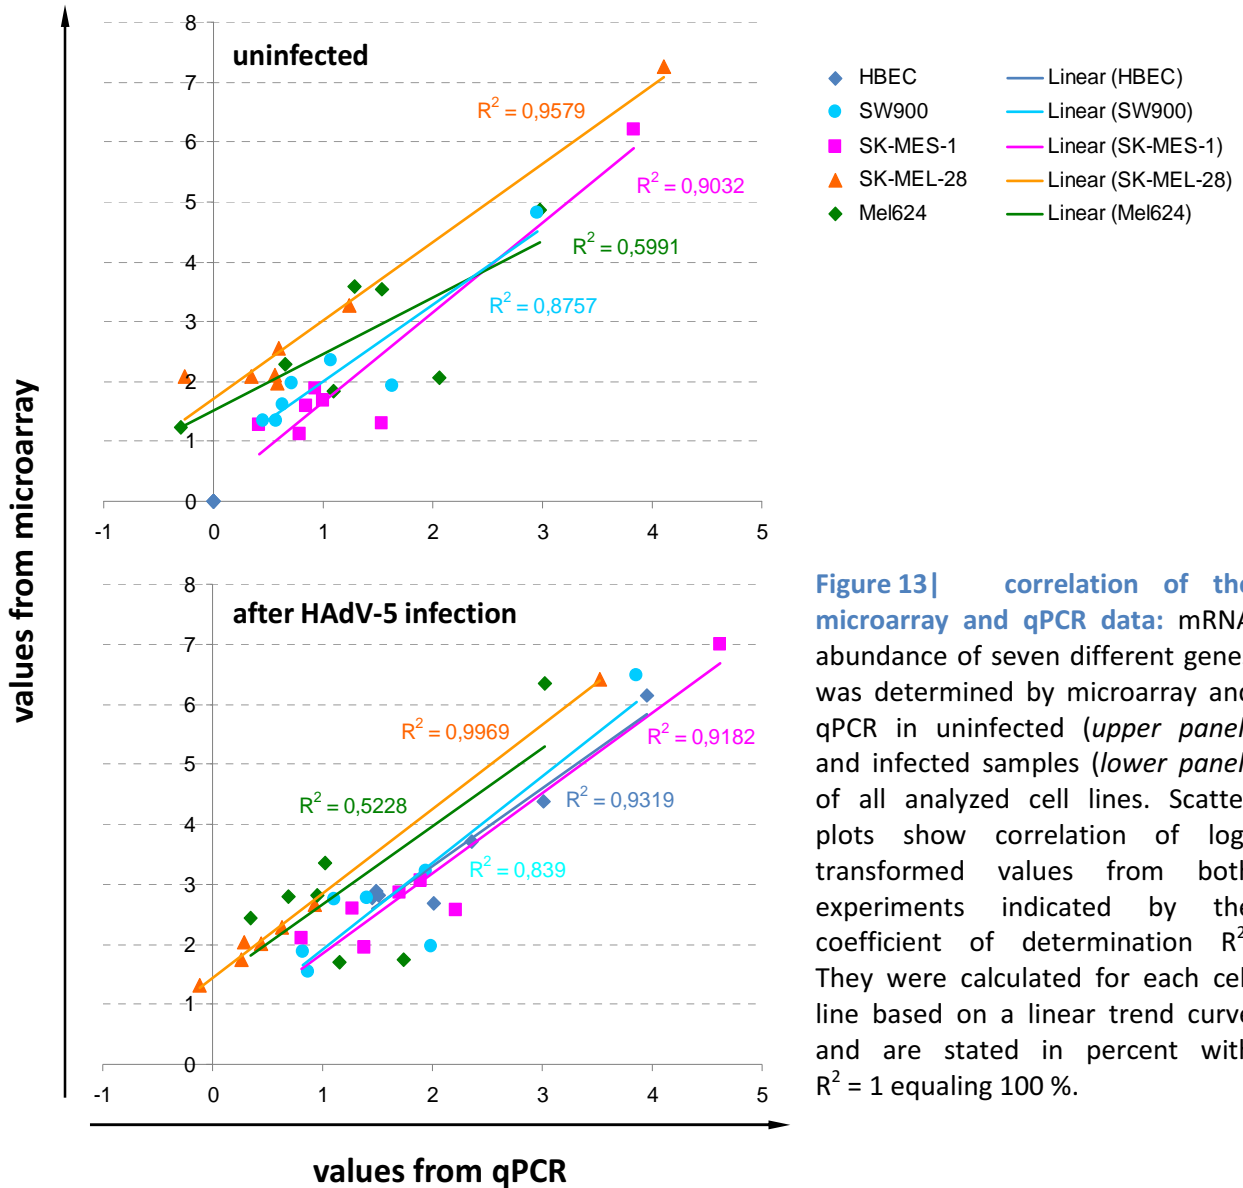 values from microarray
uninfected
8
7
6
5
4
3
2
1
0
-1 0 1 2 3 4 5
R² = 0,9579
R² = 0,9032
R² = 0,5991
R² = 0,8757
HBEC
SW900
SK-MES-1
SK-MEL-28
Mel624
Linear (HBEC)
Linear (SW900)
Linear (SK-MES-1)
Linear (SK-MEL-28)
Linear (Mel624)
after HAdV-5 infection
8
7
6
5
4
3
2
1
0
-1 0 1 2 3 4 5
R² = 0,9969
R² = 0,9182
R² = 0,5228
R² = 0,9319
R² = 0,839
values from qPCR
Figure 13| correlation of the
microarray and qPCR data: mRNA
abundance of seven different gene
was determined by microarray and
qPCR in uninfected (upper panel
and infected samples (lower panel
of all analyzed cell lines. Scatte
plots show correlation of log
transformed values from both
experiments indicated by the
coefficient of determination R²
They were calculated for each cel
line based on a linear trend curve
and are stated in percent with
R² = 1 equaling 100 %.